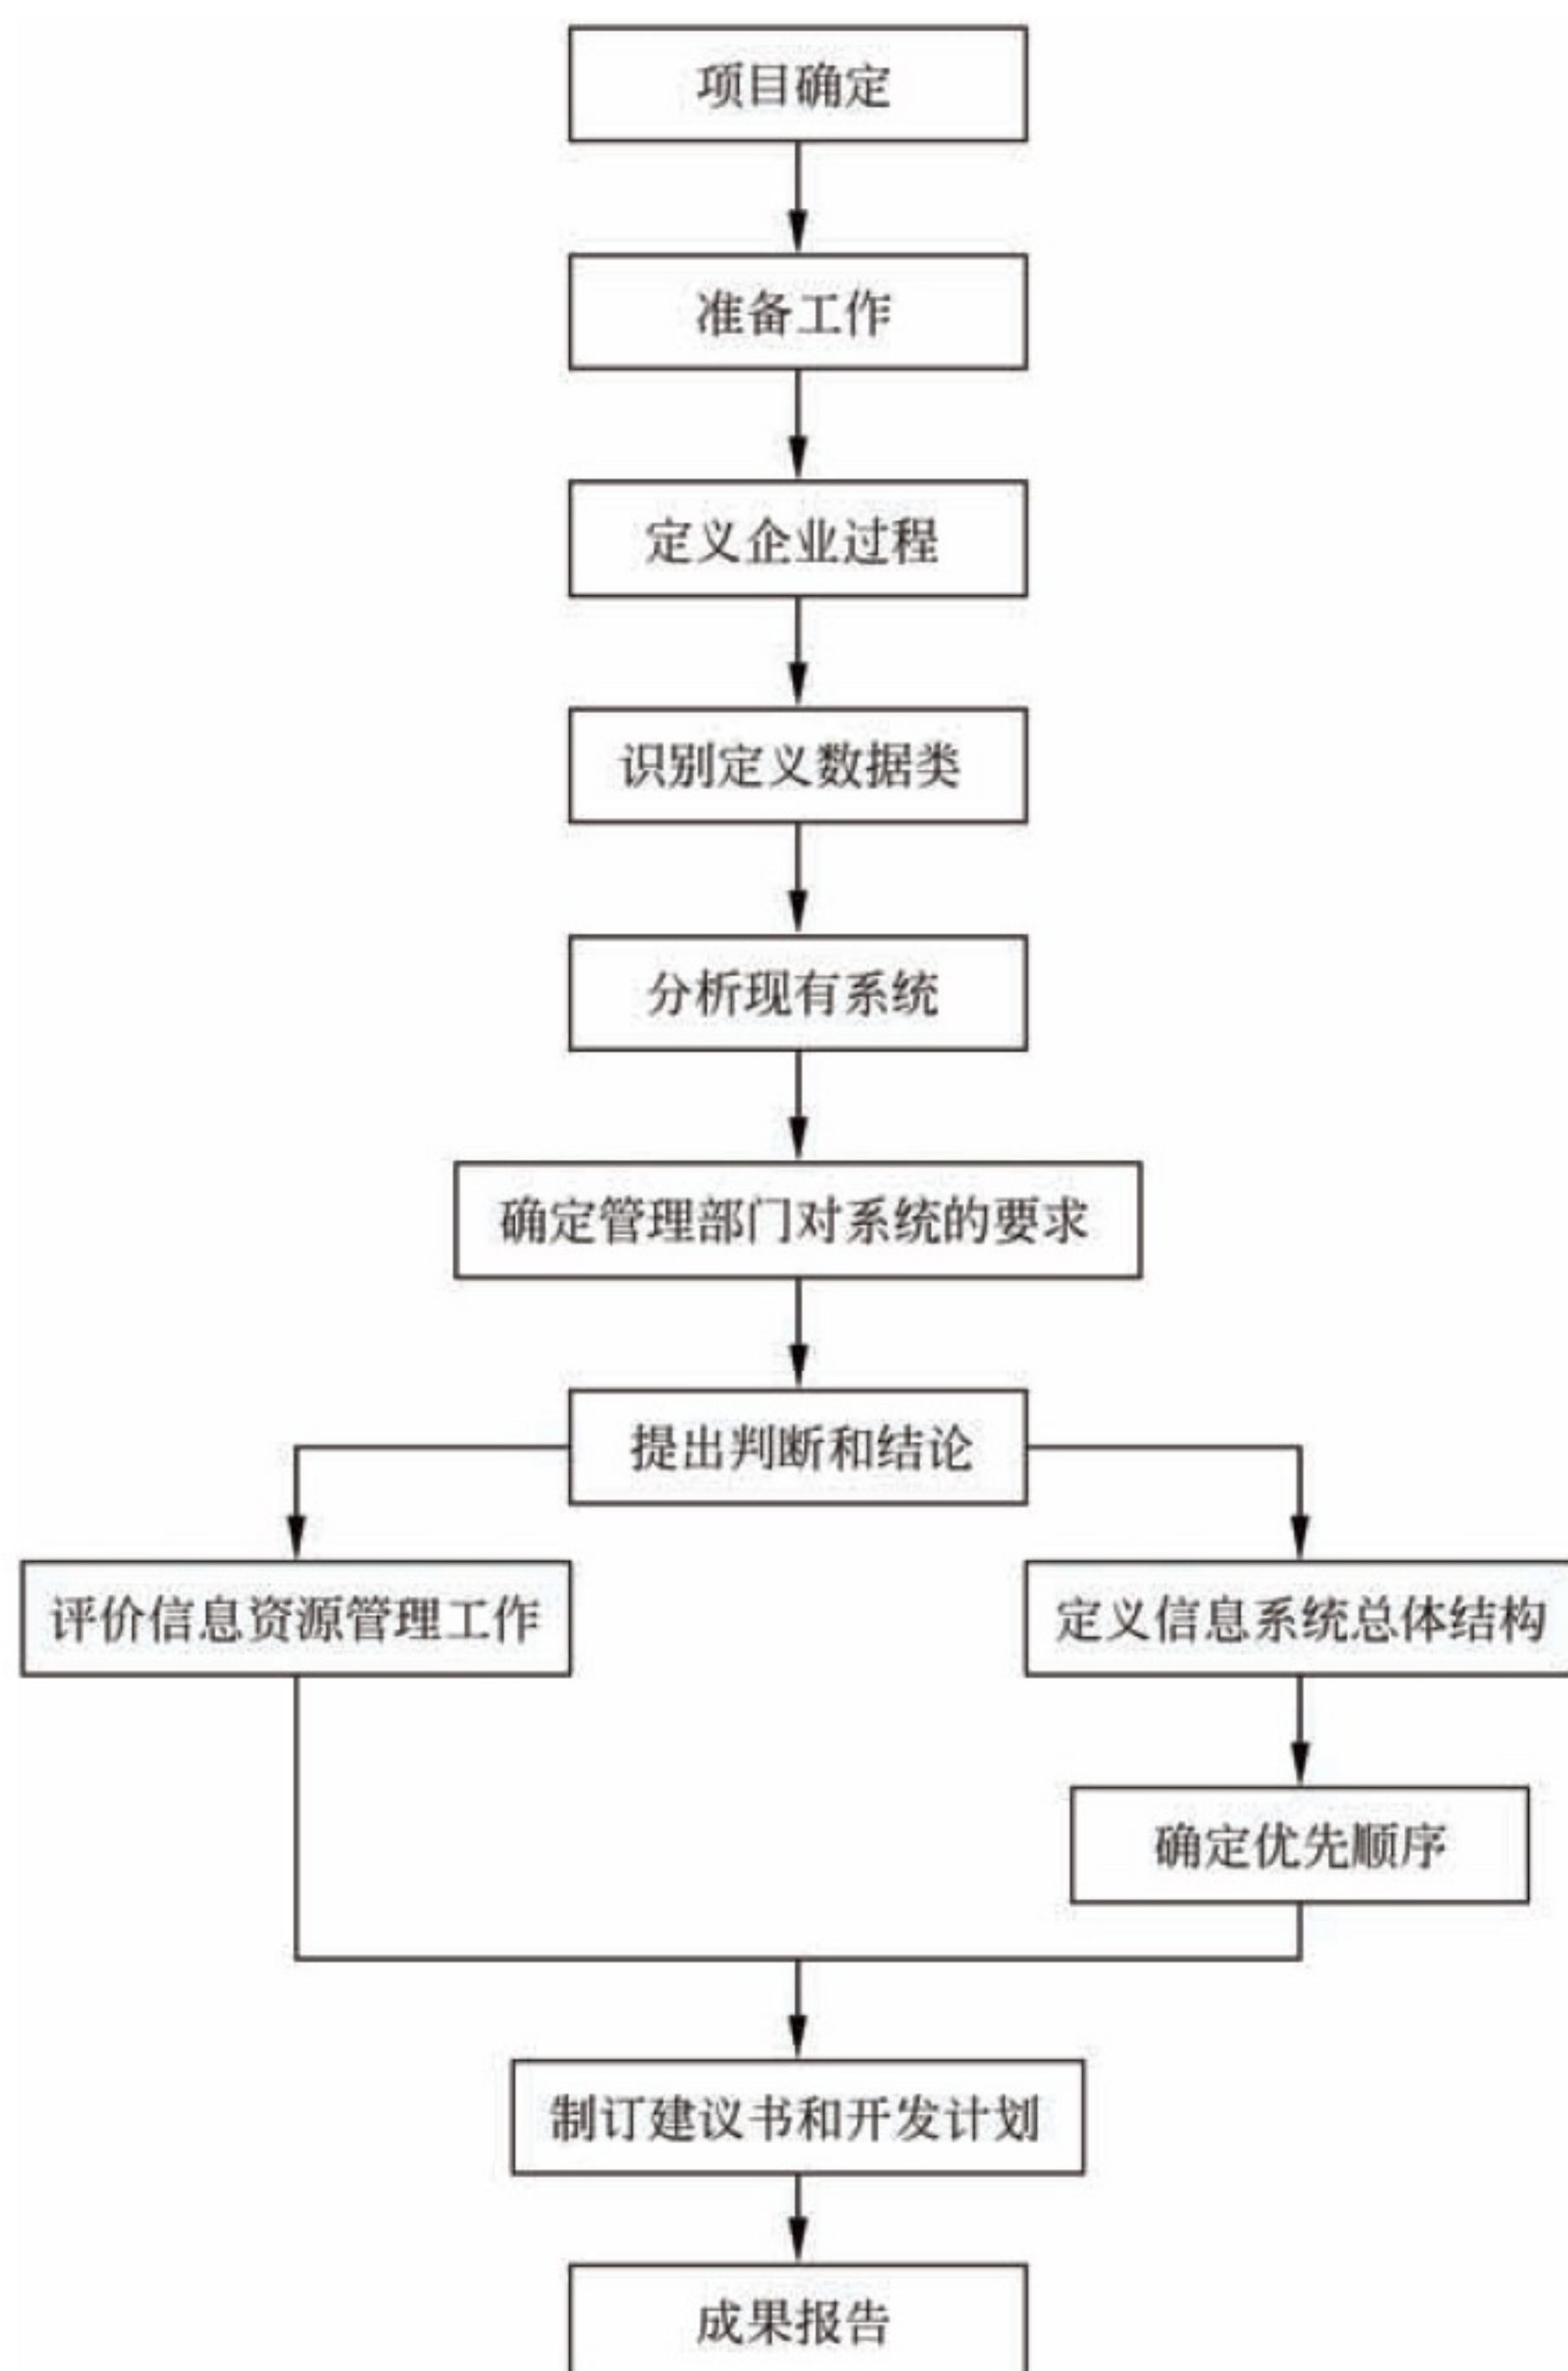 项目确定
准备工作
定义企业过程
识别定义数据类
分析现有系统
确定管理部门对系统的要求
提出判断和结论
评价信息资源管理工作
定义信息系统总体结构
确定优先顺序
制订建议书和开发计划
成果报告